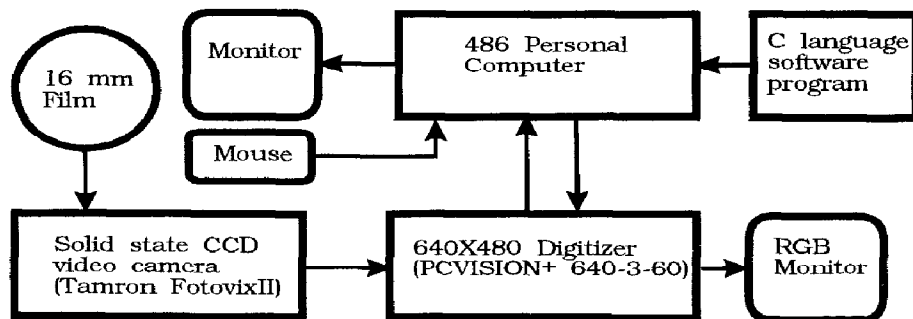 16 mm
Film
Monitor
486 Personal
Computer
C language
software
program
Mouse
Solid state CCD
video camera
(Tamron FotovixII)
640X480 Digitizer
(PCVISION+ 640-3-60)
RGB
Monitor